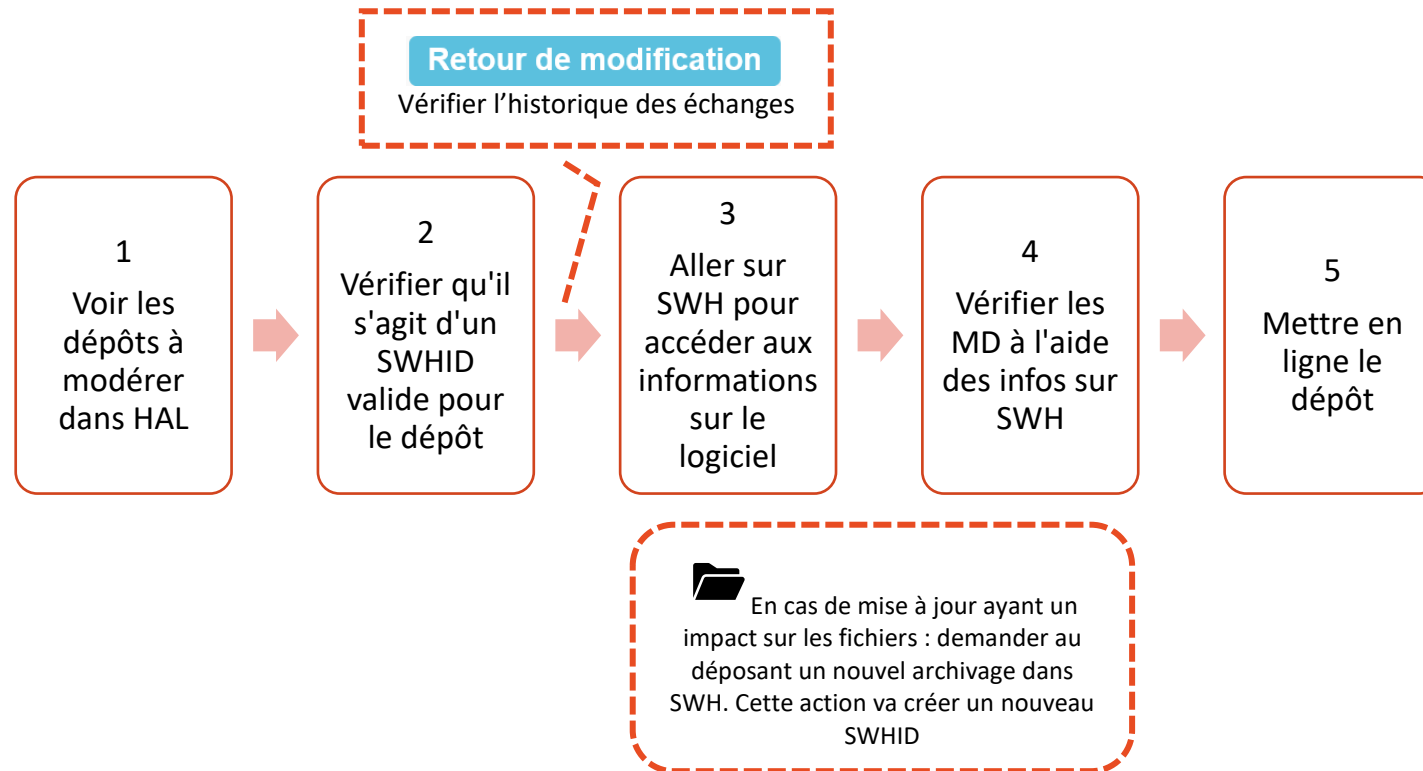 Retour de modification
Vérifier l’historique des échanges
1
Voir les
dépôts à
modérer
dans HAL
2
Vérifier qu'il
s'agit d'un
SWHID
valide pour
le dépôt
3
Aller sur
SWH pour
accéder aux
informations
sur le
logiciel
4
Vérifier les
MD à l'aide
des infos sur
SWH
5
Mettre en
ligne le
dépôt
En cas de mise à jour ayant un
impact sur les fichiers : demander au
déposant un nouvel archivage dans
SWH. Cette action va créer un nouveau
SWHID